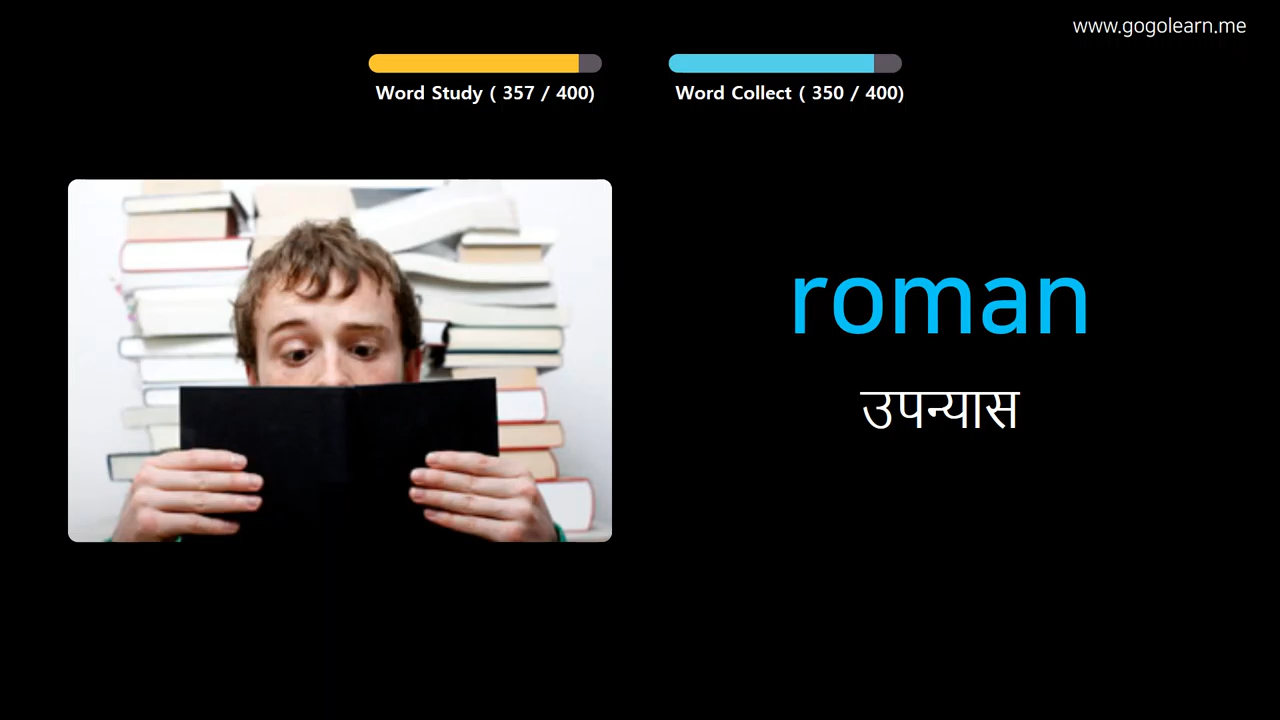 www.gogolearn.me
Word Study ( 357 / 400)
Word Collect ( 350 / 400)
roman
उपन्यास